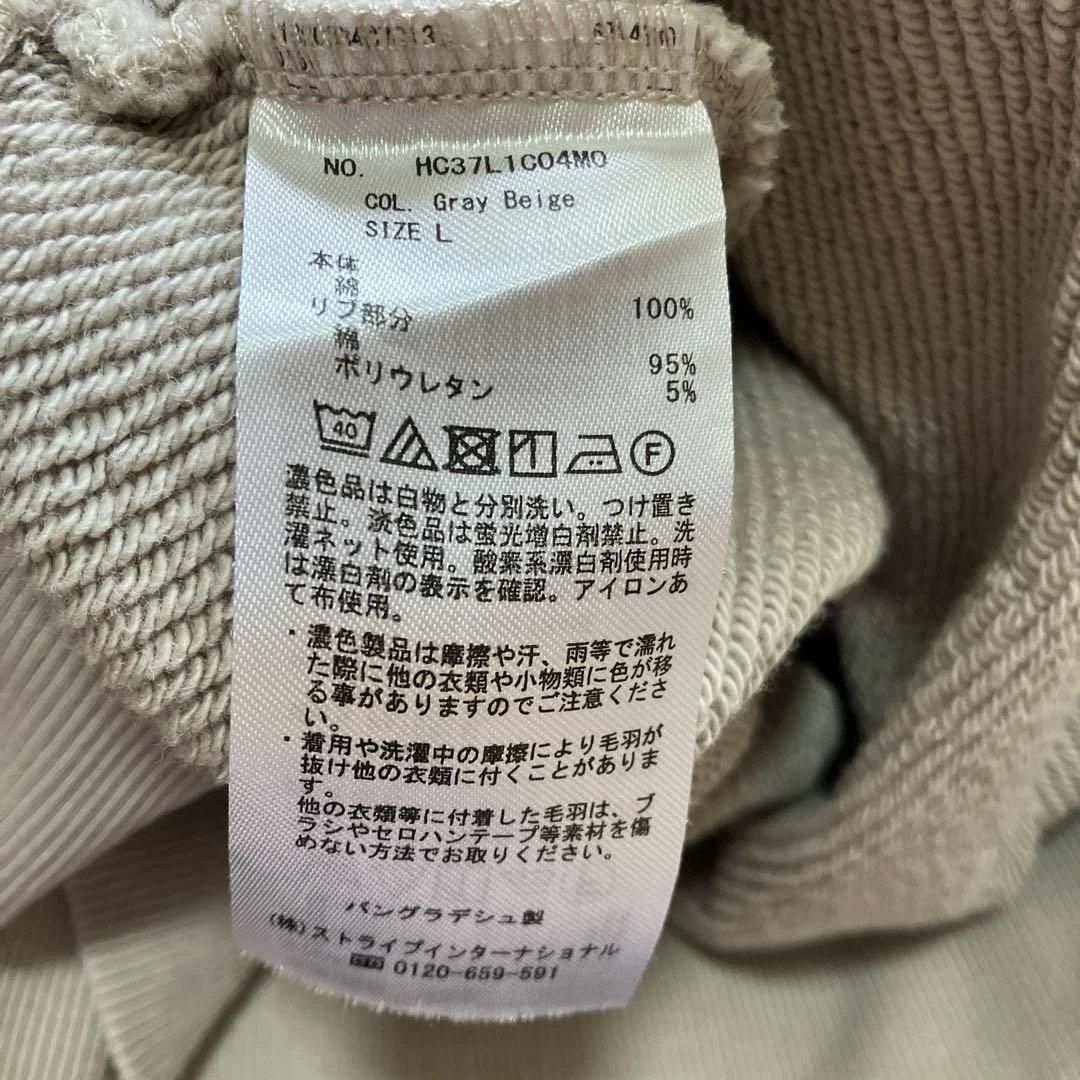 NO. HC37L1C04M0
COL. Gray Beige
SIZE L
本体
綿 100%
リブ部分
綿 95%
ポリウレタン 5%
40 F
濃色品は白物と分別洗い。つけ置き
禁止。淡色品は蛍光増白剤禁止。洗
濯ネット使用。酸素系漂白剤使用時
は漂白剤の表示を確認。アイロンあ
て布使用。
・濃色製品は摩擦や汗、雨等で濡れ
た際に他の衣類や小物類に色が移
る事がありますのでご注意くださ
い。
・着用や洗濯中の摩擦により毛羽が
抜け他の衣類に付くことがありま
す。
他の衣類等に付着した毛羽は、ブ
ラシやセロハンテープ等素材を傷
めない方法でお取りください。
バングラデシュ製
(株)ストライプインターナショナル
0120-659-591